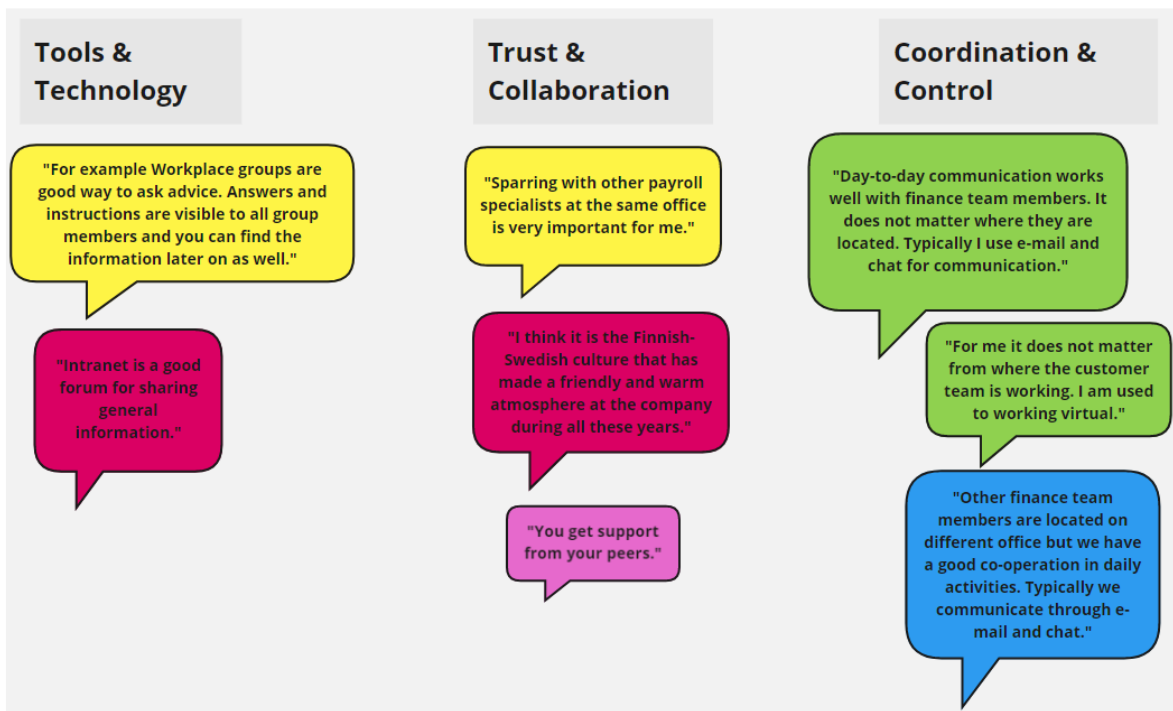 Tools &
Technology
"For example Workplace groups are
good way to ask advice. Answers and
instructions are visible to all group
members and you can find the
information later on as well."
"Intranet is a good
forum for sharing
general
information."
Trust &
Collaboration
"Sparring with other payroll
specialists at the same office
is very important for me."
"I think it is the Finnish-
Swedish culture that has
made a friendly and warm
atmosphere at the company
during all these years."
"You get support
from your peers."
Coordination &
Control
"Day-to-day communication works
well with finance team members. It
does not matter where they are
located. Typically I use e-mail and
chat for communication."
"For me it does not matter
from where the customer
team is working. I am used
to working virtual."
"Other finance team
members are located on
different office but we have
a good co-operation in daily
activities. Typically we
communicate through e-
mail and chat."